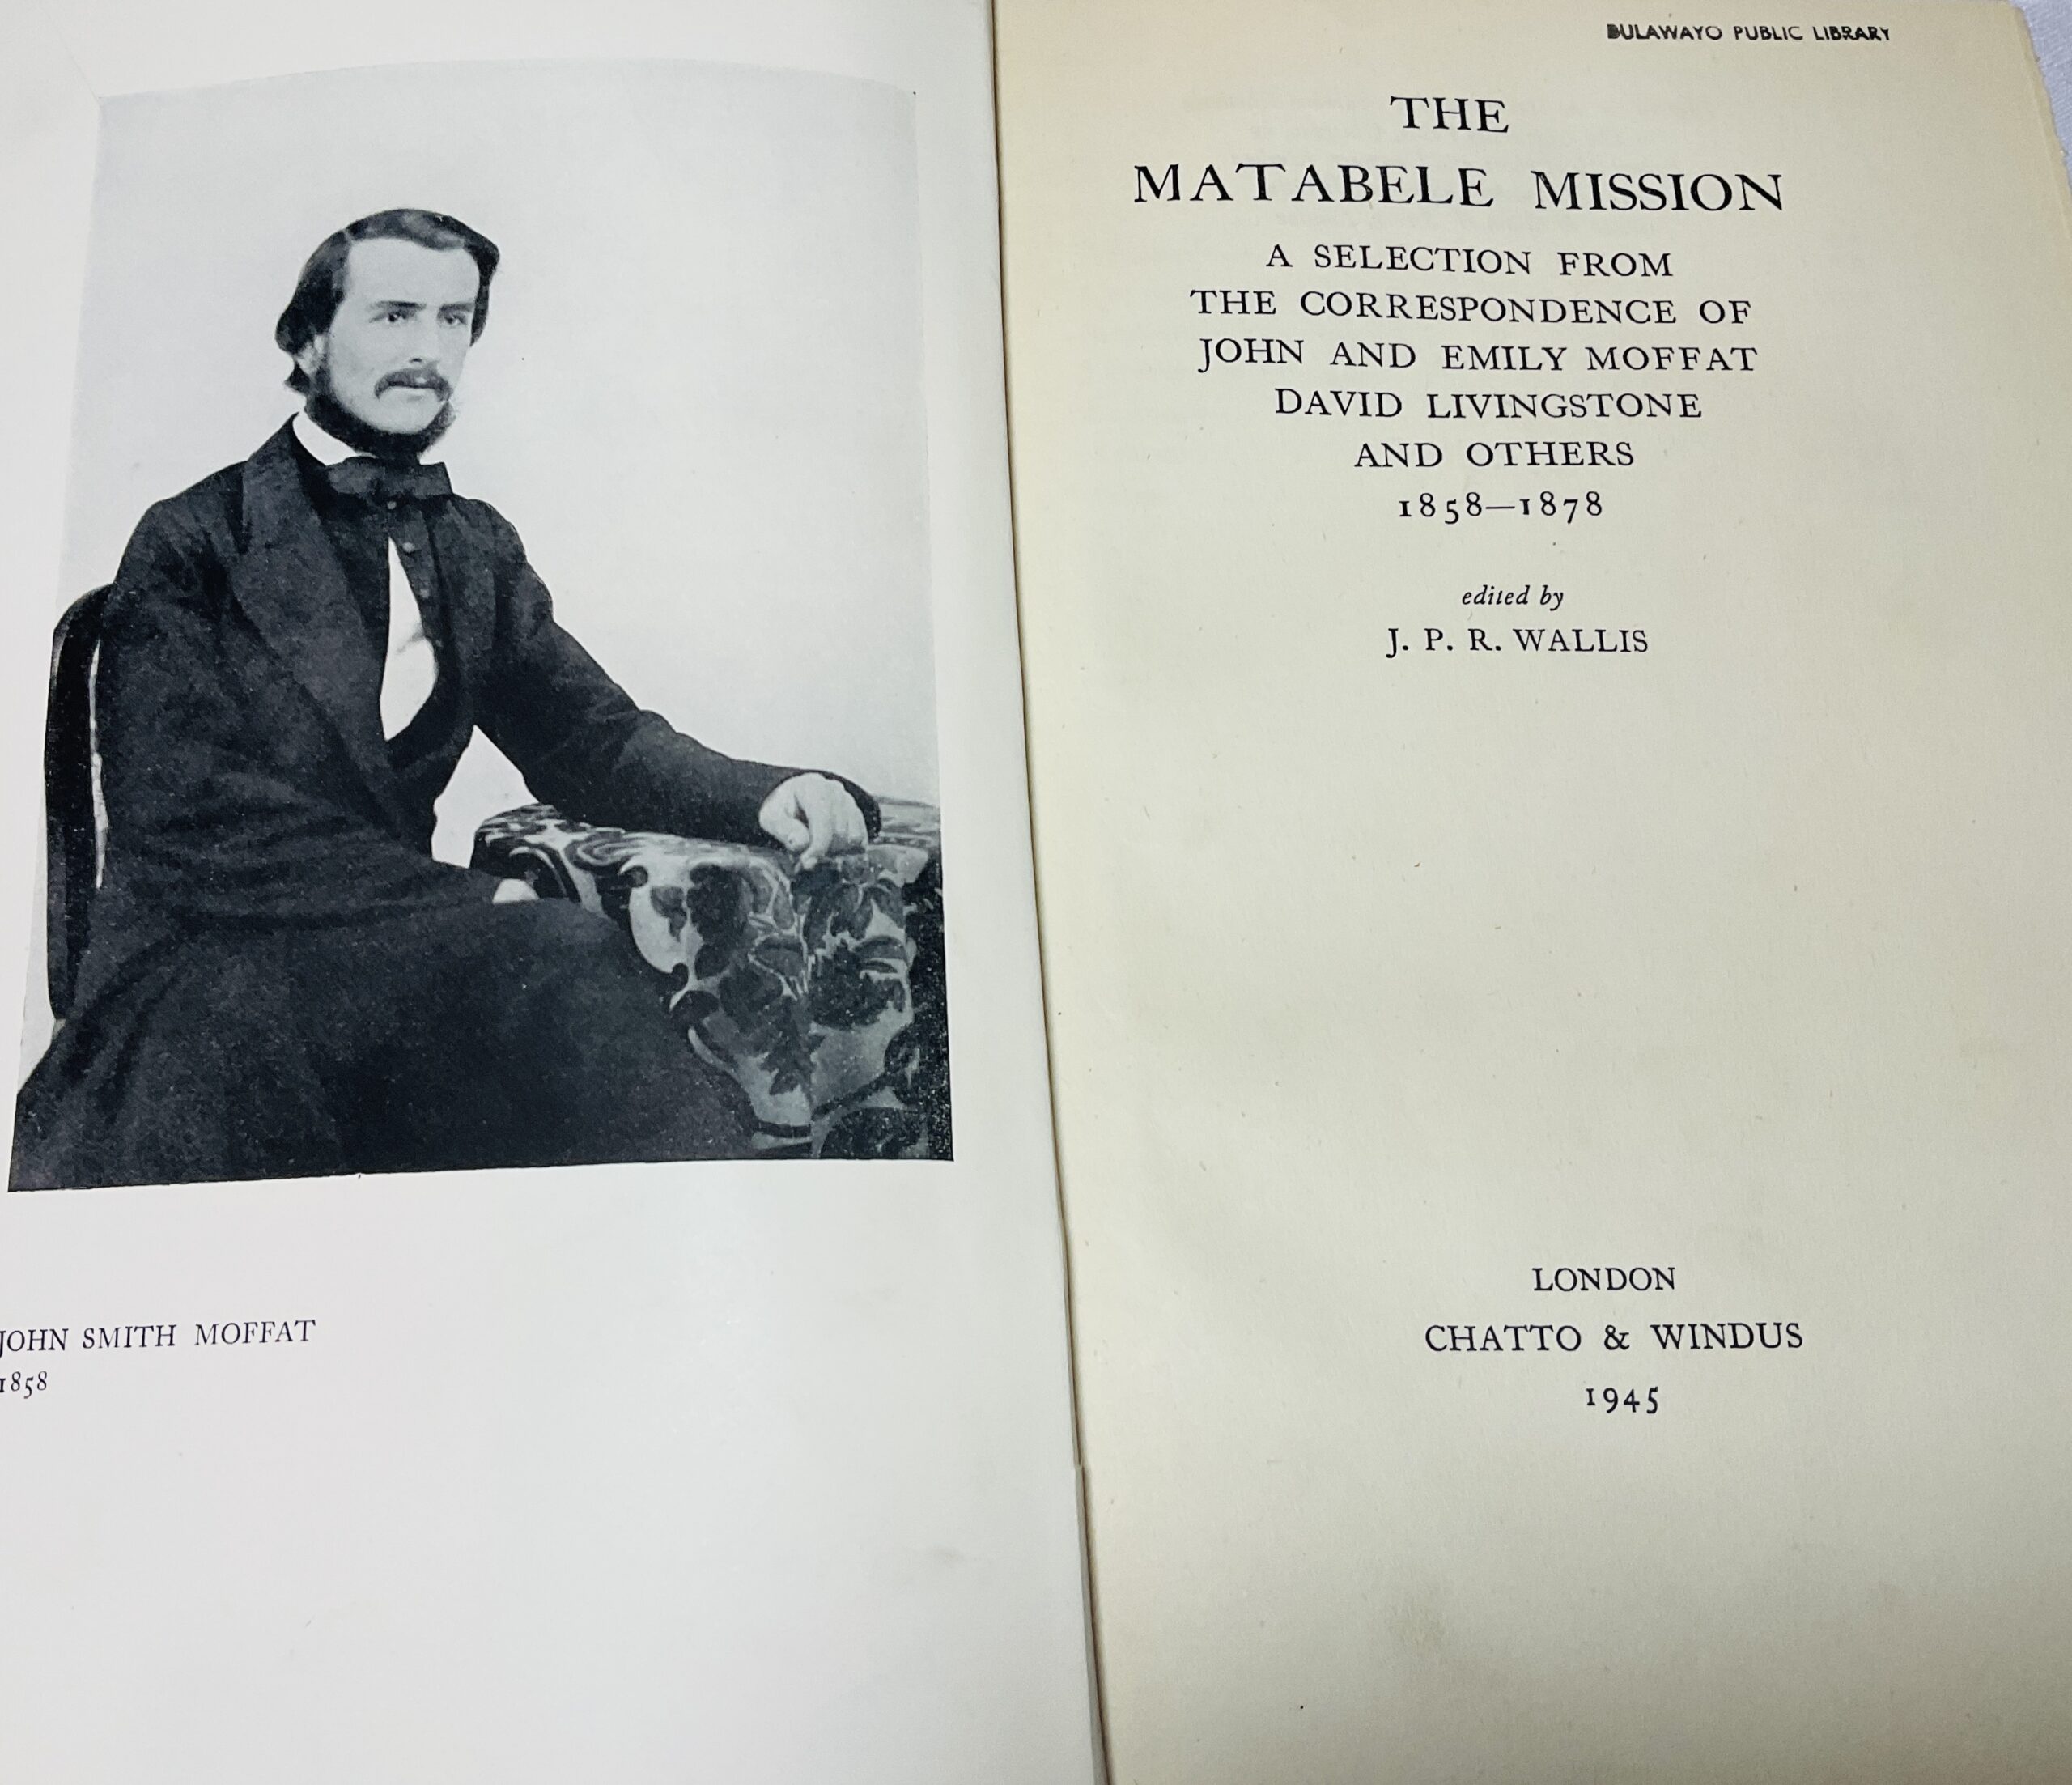 JOHN SMITH MOFFAT
1858
BULAWAYO PUBLIC LIBRARY
THE
MATABELE MISSION
A SELECTION FROM
THE CORRESPONDENCE OF
JOHN AND EMILY MOFFAT
DAVID LIVINGSTONE
AND OTHERS
1858—1878
edited by
J. P. R. WALLIS
LONDON
CHATTO & WINDUS
1945